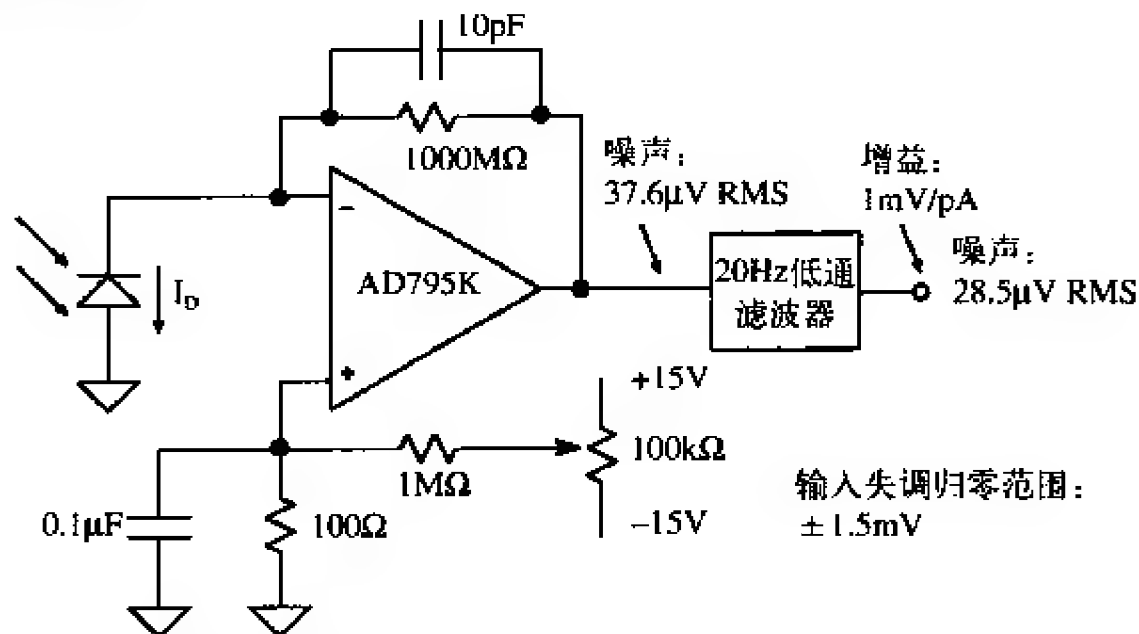 10pF
1000MΩ
噪声：
37.6μV RMS
增益：
1mV/pA
噪声：
28.5μV RMS
−
AD795K
+
I_D
20Hz低通
滤波器
+15V
100kΩ
−15V
1MΩ
0.1μF
100Ω
输入失调归零范围：
±1.5mV